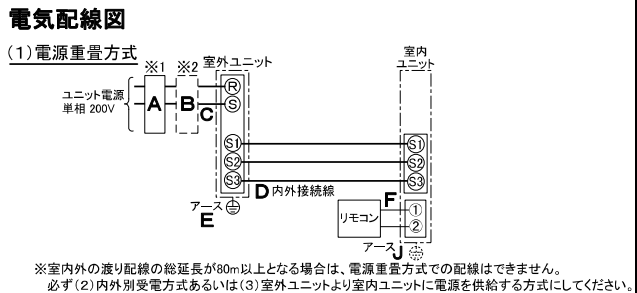 電気配線図
(1)電源重畳方式
※1 ※2 室外ユニット
室内
ユニット
ユニット電源
単相 200V
A B C
R
S
S1 S1
S2 S2
S3 S3
D 内外接続線
アース
E
リモコン
F
①
②
アース J
※室内外の渡り配線の総延長が80m以上となる場合は、電源重畳方式での配線はできません。
必ず(2)内外別受電方式あるいは(3)室外ユニットより室内ユニットに電源を供給する方式にしてください。